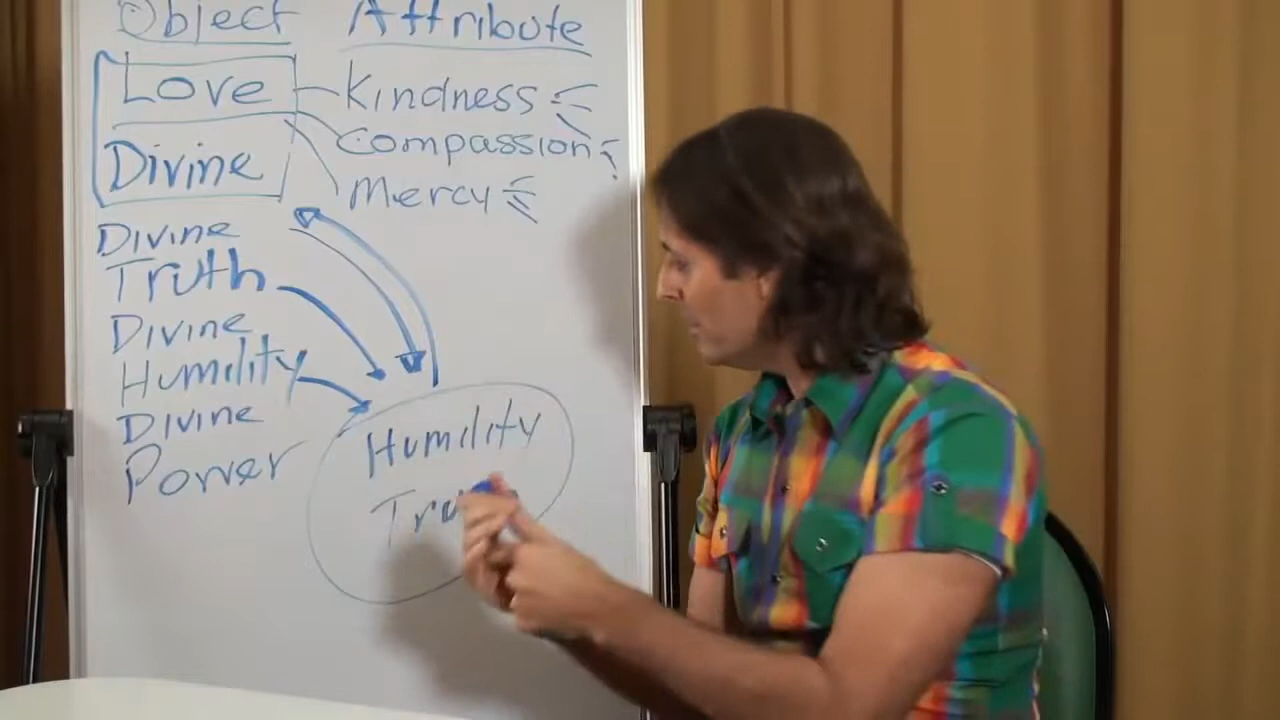 Object Attribute
Love Kindness
Compassion
Divine Mercy
Divine
Truth
Divine
Humility
Divine
Power
Humility